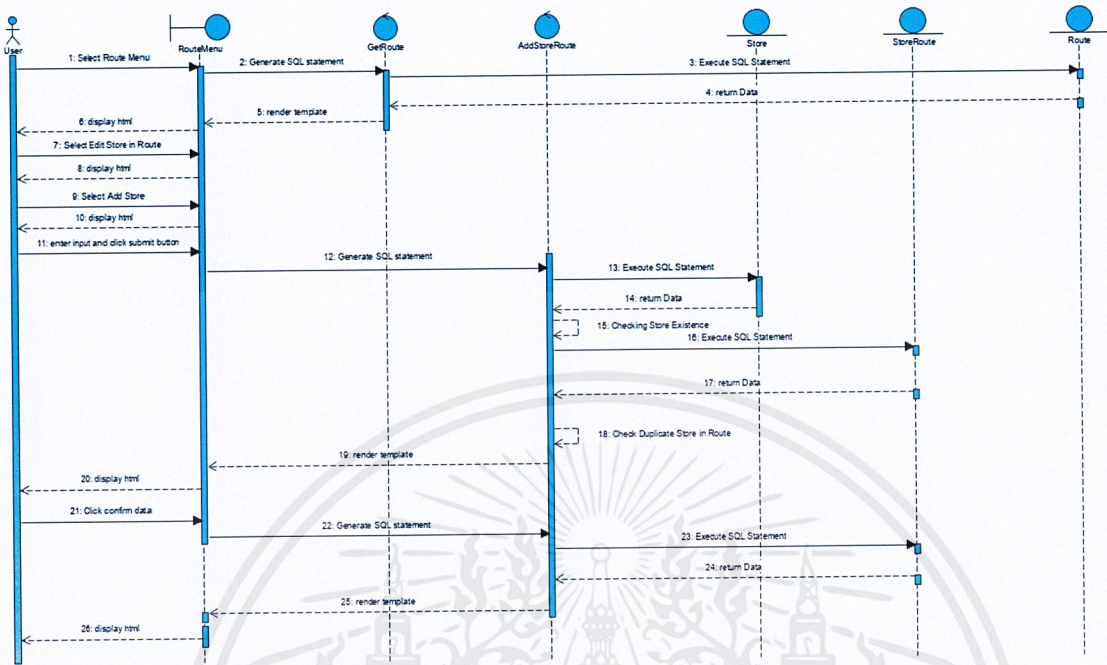 User
RouteMenu
GetRoute
AddStoreRoute
Store
StoreRoute
Route
1: Select Route Menu
2: Generate SQL statement
3: Execute SQL Statement
4: return Data
5: render template
6: display html
7: Select Edit Store in Route
8: display html
9: Select Add Store
10: display html
11: enter input and click submit button
12: Generate SQL statement
13: Execute SQL Statement
14: return Data
15: Checking Store Existence
16: Execute SQL Statement
17: return Data
18: Check Duplicate Store in Route
19: render template
20: display html
21: Click confirm data
22: Generate SQL statement
23: Execute SQL Statement
24: return Data
25: render template
26: display html